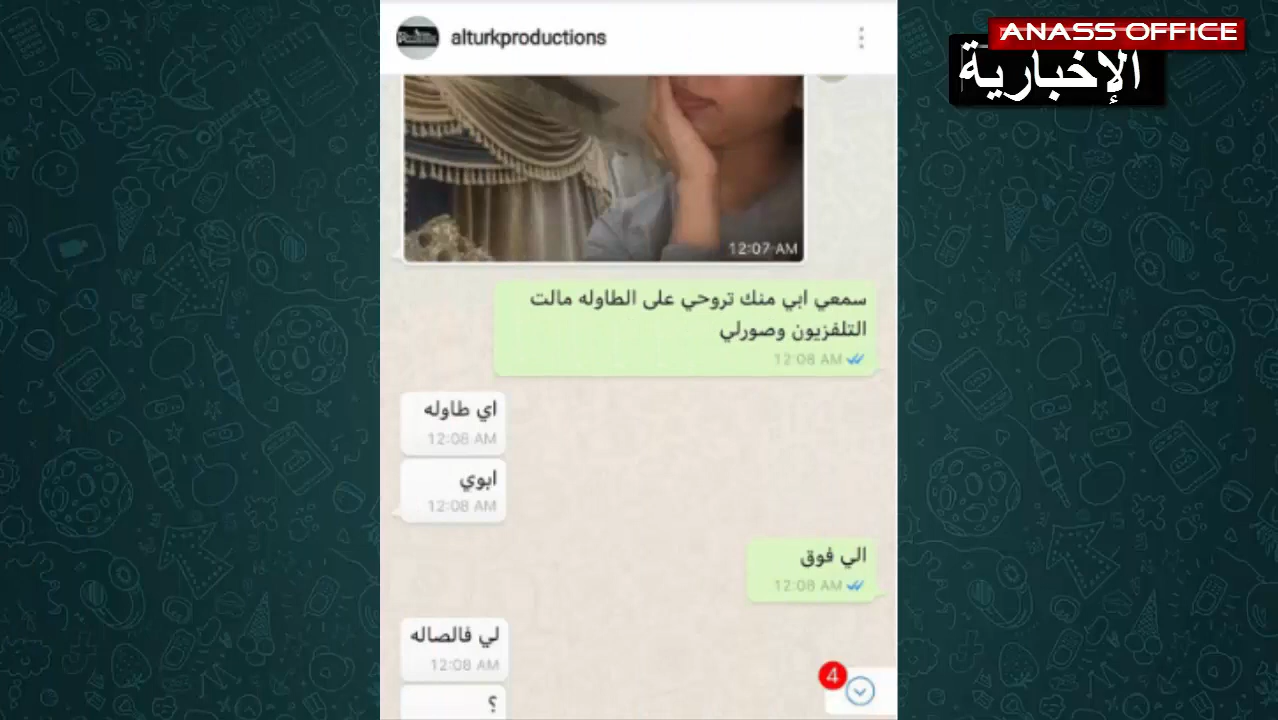 alturkproductions
ANASS OFFICE
الإخبارية
12:07 AM
سمعي ابي منك تروحي على الطاوله مالت
التلفزيون وصورلي
12:08 AM
اي طاوله
12:08 AM
ابوي
12:08 AM
الي فوق
12:08 AM
لي فالصاله
12:08 AM
؟
4